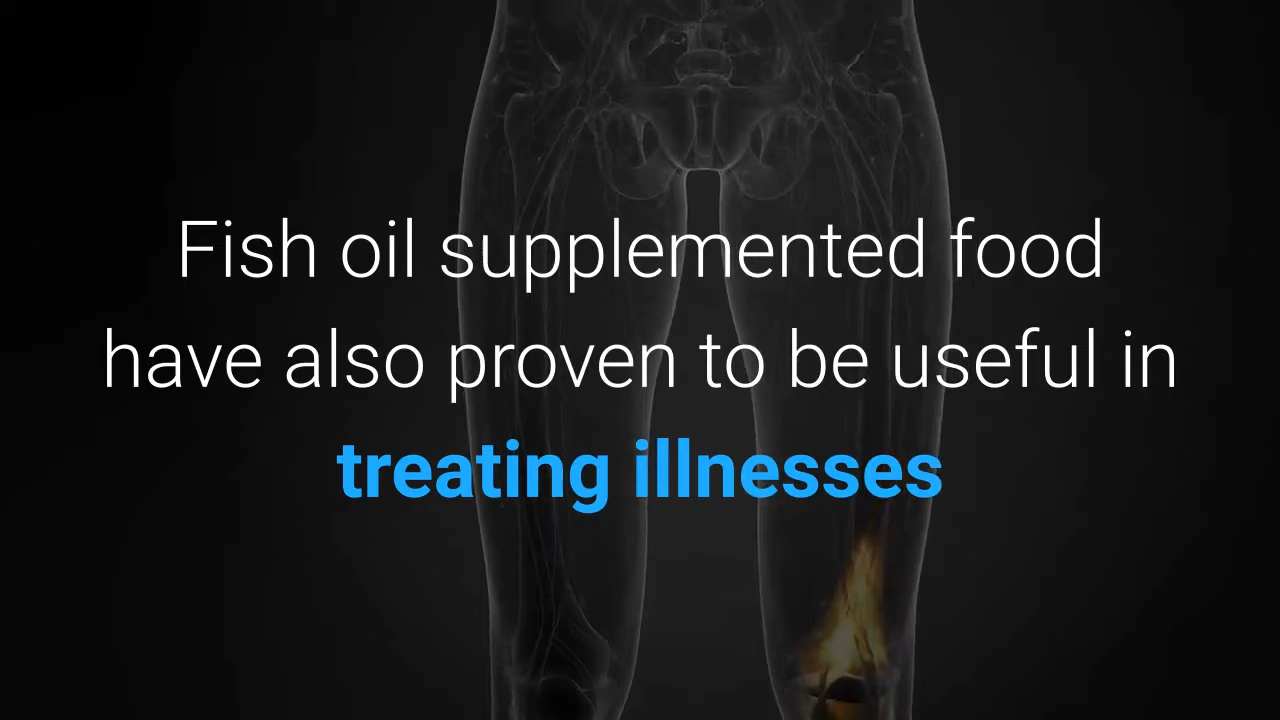 Fish oil supplemented food
have also proven to be useful in
treating illnesses